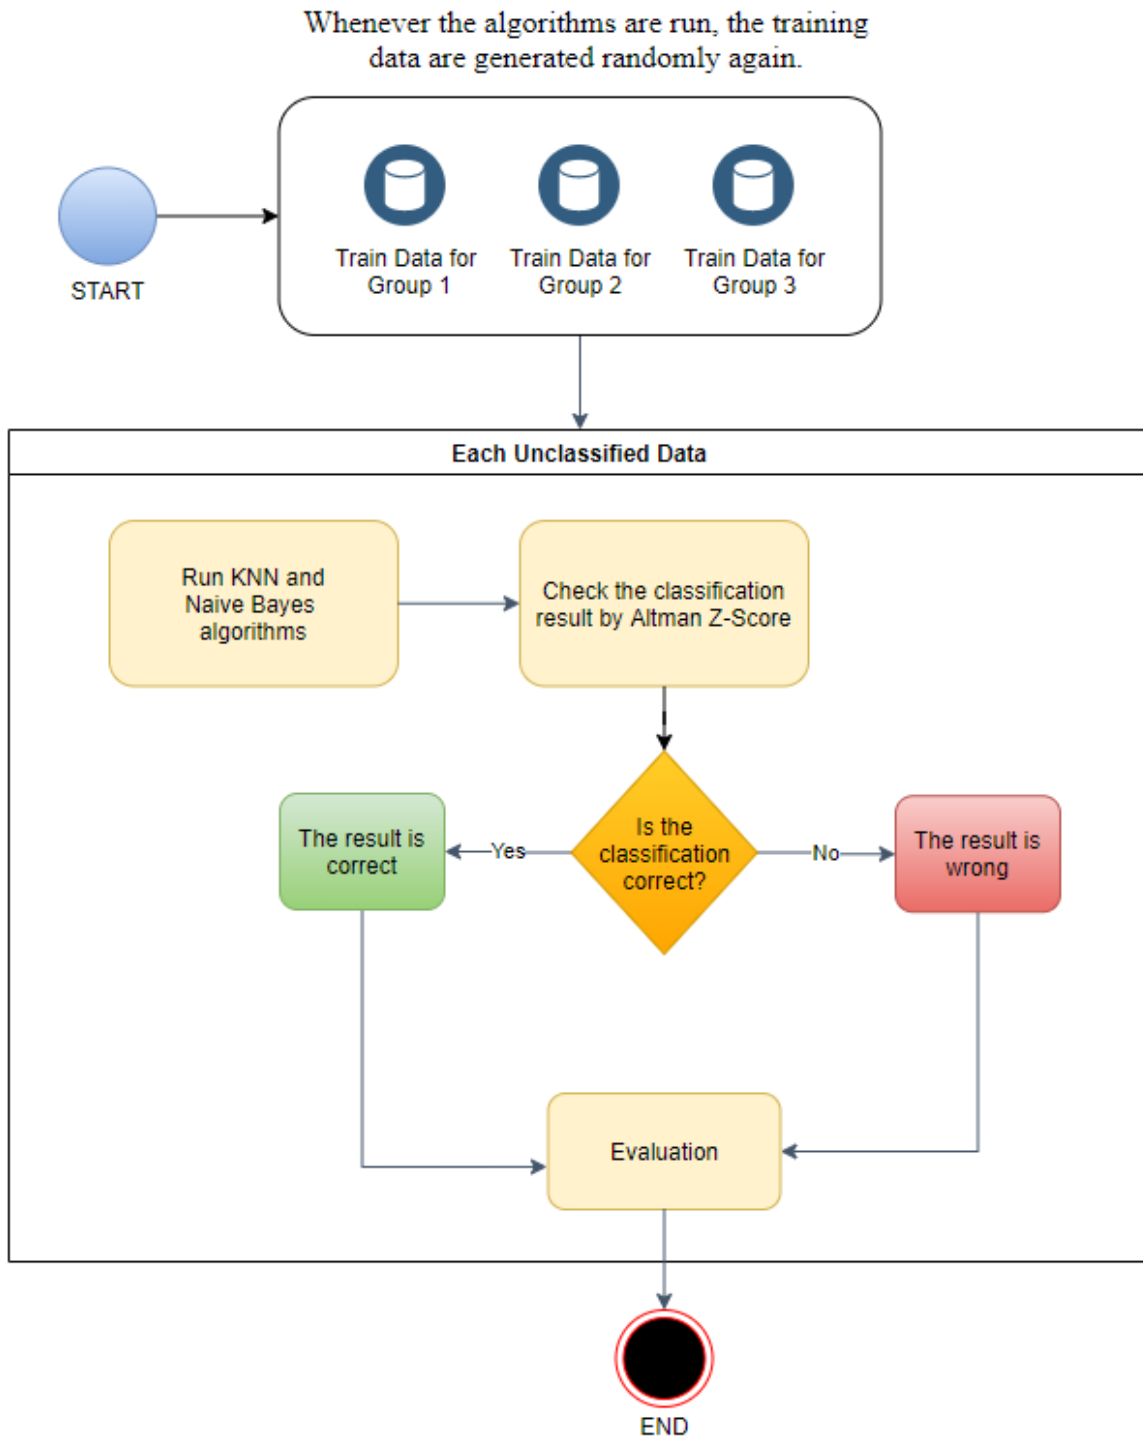 Whenever the algorithms are run, the training
data are generated randomly again.
START
Train Data for
Group 1
Train Data for
Group 2
Train Data for
Group 3
Each Unclassified Data
Run KNN and
Naive Bayes
algorithms
Check the classification
result by Altman Z-Score
Is the
classification
correct?
Yes
No
The result is
correct
The result is
wrong
Evaluation
END